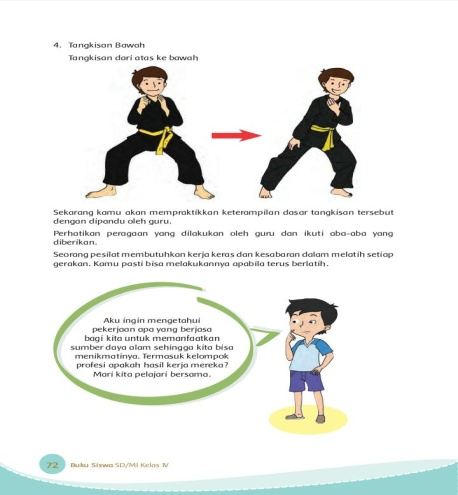 4. Tangkisan Bawah
Tangkisan dari atas ke bawah
Sekarang kamu akan mempraktikkan keterampilan dasar tangkisan tersebut
dengan dipandu oleh guru.
Perhatikan peragaan yang dilakukan oleh guru dan ikuti aba-aba yang
diberikan.
Seorang pesilat membutuhkan kerja keras dan kesabaran dalam melatih setiap
gerakan. Kamu pasti bisa melakukannya apabila terus berlatih.
Aku ingin mengetahui
pekerjaan apa yang berjasa
bagi kita untuk memanfaatkan
sumber daya alam sehingga kita bisa
menikmatinya. Termasuk kelompok
profesi apakah hasil kerja mereka?
Mari kita pelajari bersama.
72 Buku Siswa SD/MI Kelas IV